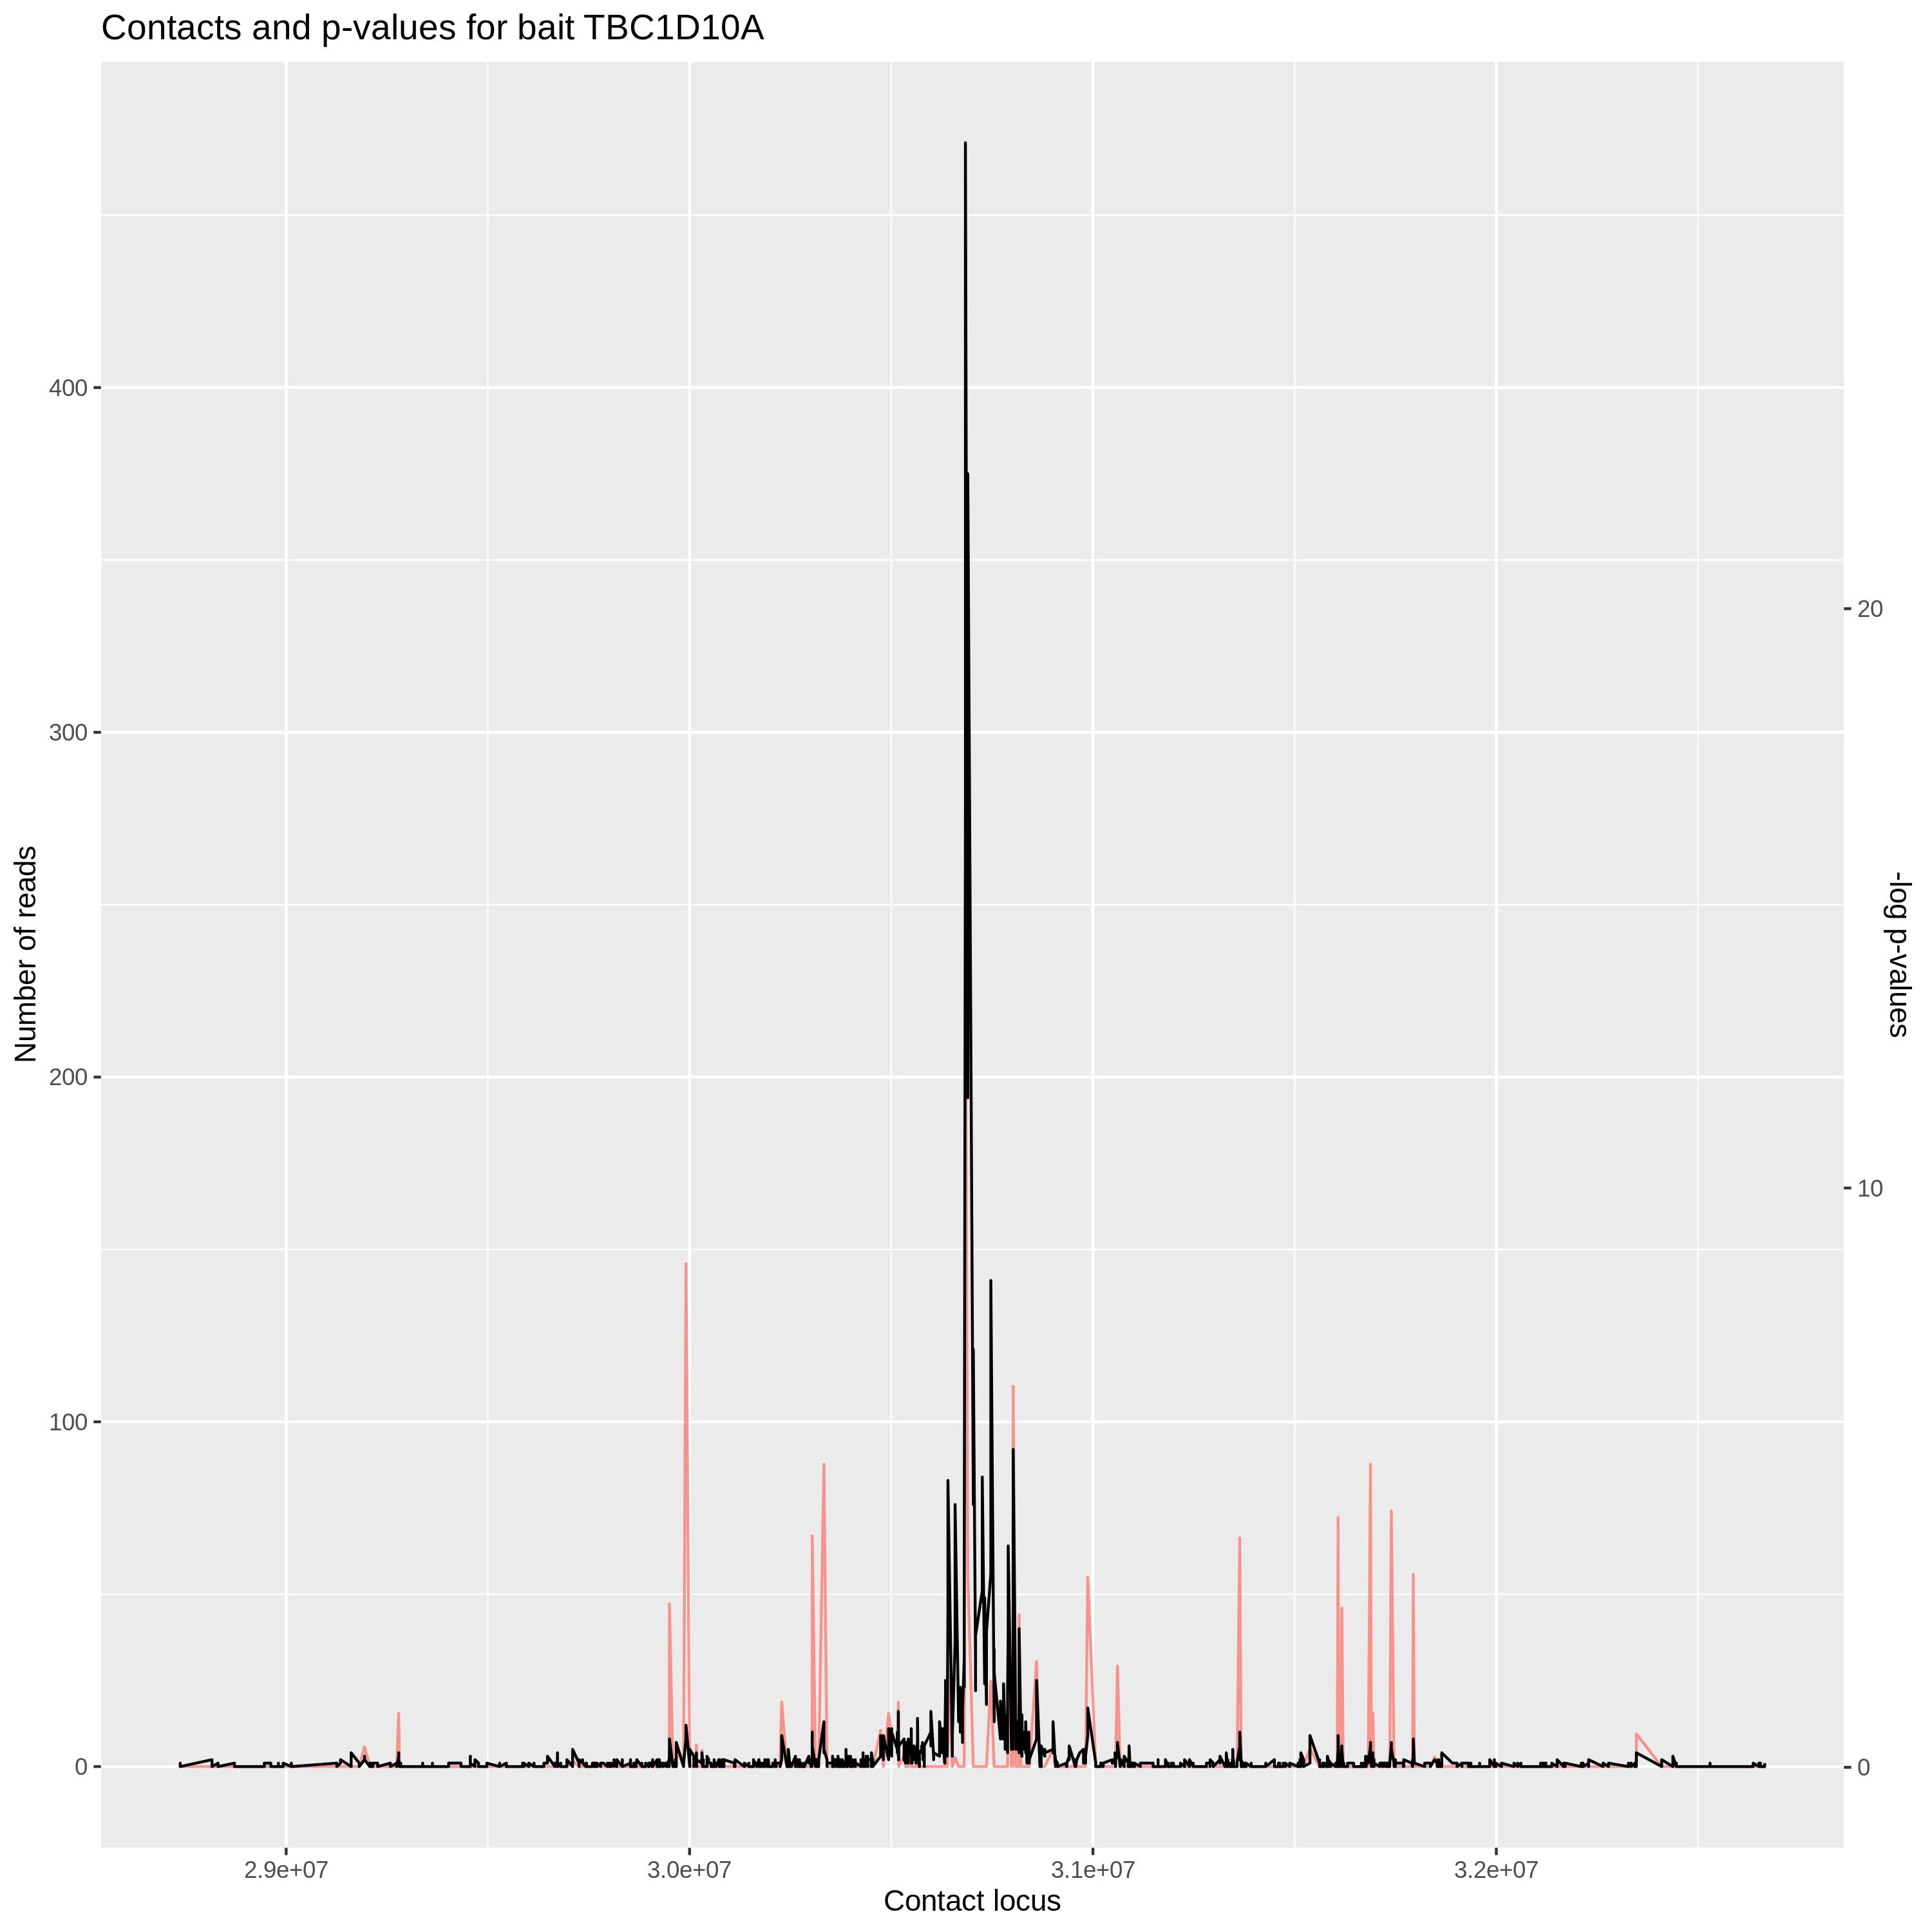 Contacts and p-values for bait TBC1D10A
Number of reads
400
300
200
100
0
20
10
0
-log p-values
2.9e+07
3.0e+07
3.1e+07
3.2e+07
Contact locus